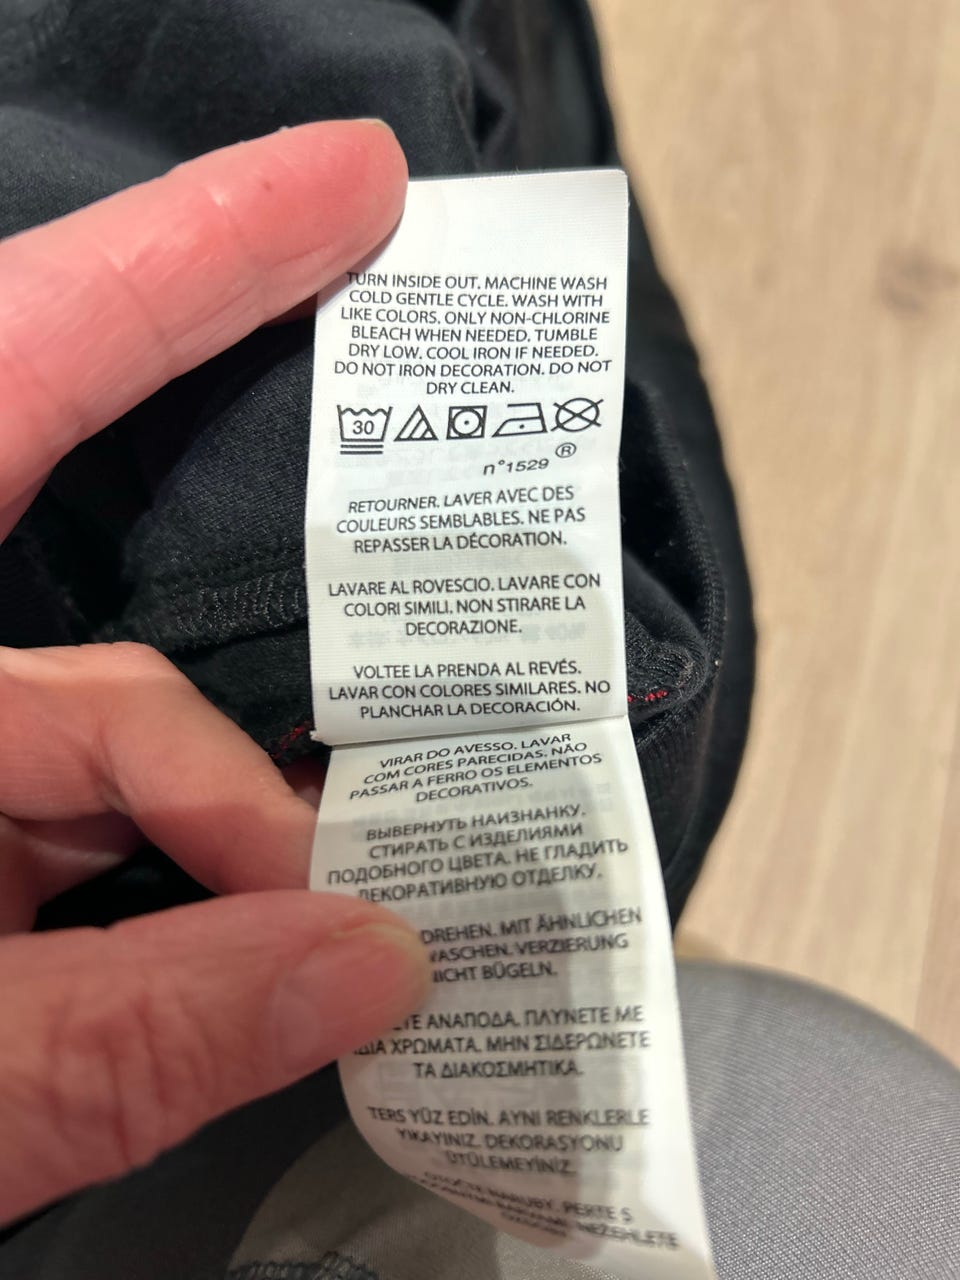 TURN INSIDE OUT. MACHINE WASH
COLD GENTLE CYCLE. WASH WITH
LIKE COLORS. ONLY NON-CHLORINE
BLEACH WHEN NEEDED. TUMBLE
DRY LOW. COOL IRON IF NEEDED.
DO NOT IRON DECORATION. DO NOT
DRY CLEAN.
30
n°1529 ®
RETOURNER. LAVER AVEC DES
COULEURS SEMBLABLES. NE PAS
REPASSER LA DÉCORATION.
LAVARE AL ROVESCIO. LAVARE CON
COLORI SIMILI. NON STIRARE LA
DECORAZIONE.
VOLTEE LA PRENDA AL REVÉS.
LAVAR CON COLORES SIMILARES. NO
PLANCHAR LA DECORACIÓN.
VIRAR DO AVESSO. LAVAR
COM CORES PARECIDAS. NÃO
PASSAR A FERRO OS ELEMENTOS
DECORATIVOS.
ВЫВЕРНУТЬ НАИЗНАНКУ.
СТИРАТЬ С ИЗДЕЛИЯМИ
ПОДОБНОГО ЦВЕТА. НЕ ГЛАДИТЬ
ДЕКОРАТИВНУЮ ОТДЕЛКУ.
DREHEN. MIT ÄHNLICHEN
WASCHEN. VERZIERUNG
NICHT BÜGELN.
ΑΝΑΠΟΔΑ. ΠΛΥΝΕΤΕ ΜΕ
ΙΔΙΑ ΧΡΩΜΑΤΑ. ΜΗΝ ΣΙΔΕΡΩΝΕΤΕ
ΤΑ ΔΙΑΚΟΣΜΗΤΙΚΑ.
TERS YÜZ EDİN. AYNI RENKLERLE
YIKAYINIZ. DEKORASYONU
ÜTÜLEMEYİNİZ.
OTOČTE NARUBY. PERTE S
NEŽEHLETE